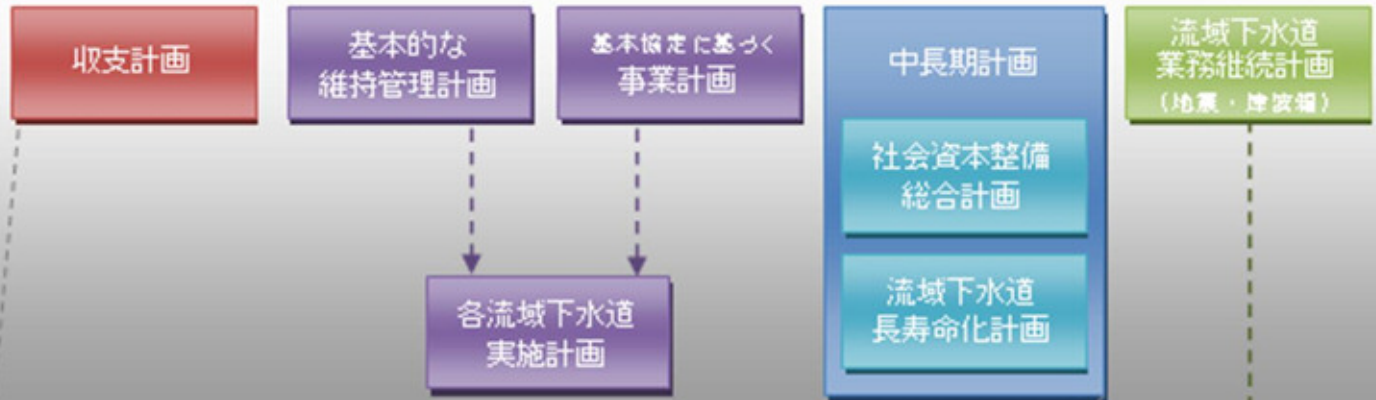 収支計画
基本的な
維持管理計画
基本協定に基づく
事業計画
中長期計画
社会資本整備
総合計画
流域下水道
長寿命化計画
流域下水道
業務継続計画
(地震・津波編)
各流域下水道
実施計画